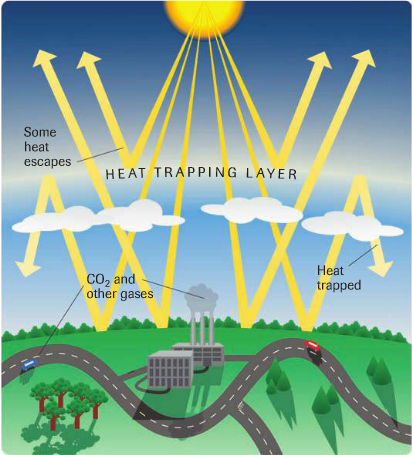 Some
heat
escapes
HEAT TRAPPING LAYER
CO₂ and
other gases
Heat
trapped